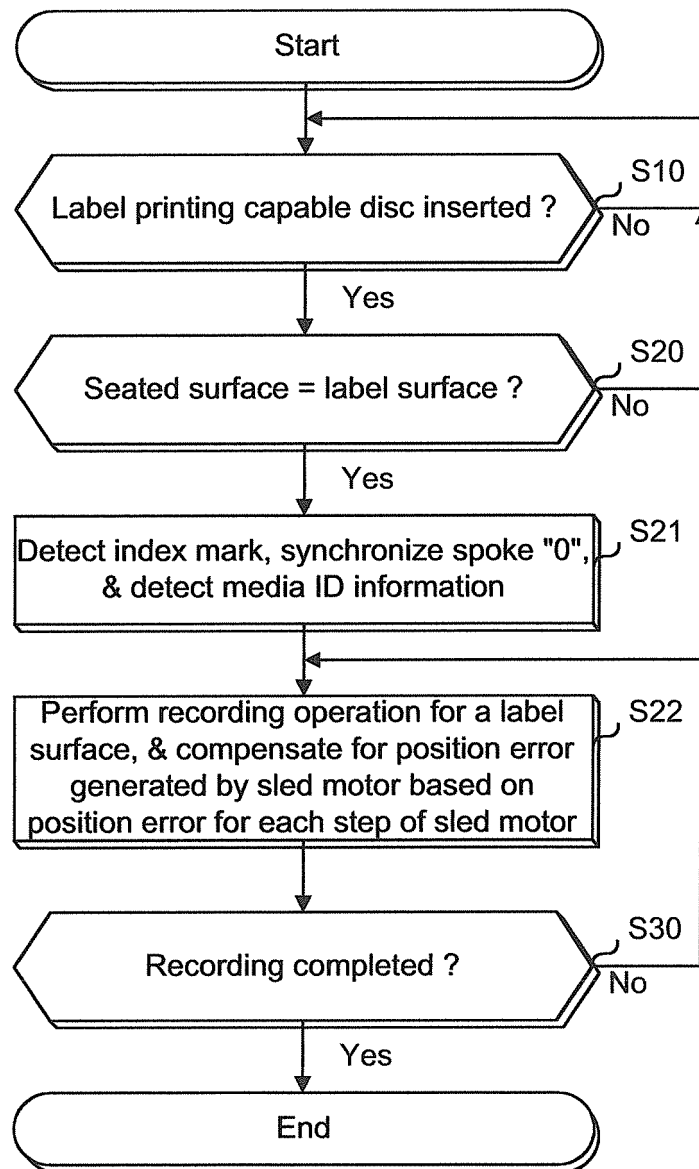 Start
Label printing capable disc inserted ?
S10
No
Yes
Seated surface = label surface ?
S20
No
Yes
Detect index mark, synchronize spoke "0",
& detect media ID information
S21
Perform recording operation for a label
surface, & compensate for position error
generated by sled motor based on
position error for each step of sled motor
S22
Recording completed ?
S30
No
Yes
End